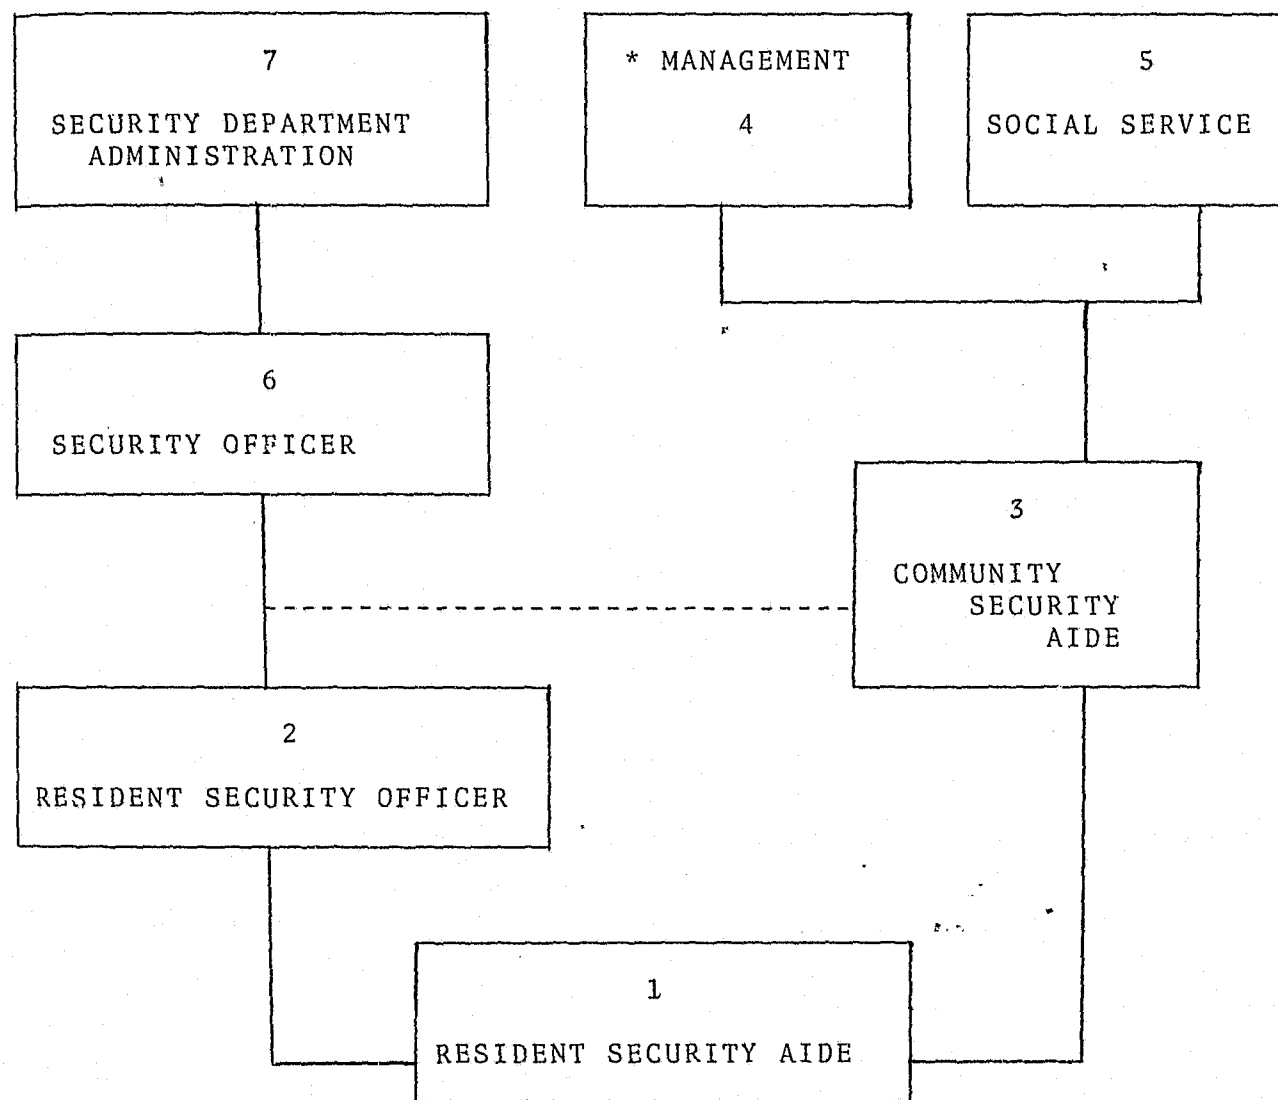 7
SECURITY DEPARTMENT
ADMINISTRATION
* MANAGEMENT
4
5
SOCIAL SERVICE
6
SECURITY OFFICER
3
COMMUNITY
SECURITY
AIDE
2
RESIDENT SECURITY OFFICER
1
RESIDENT SECURITY AIDE